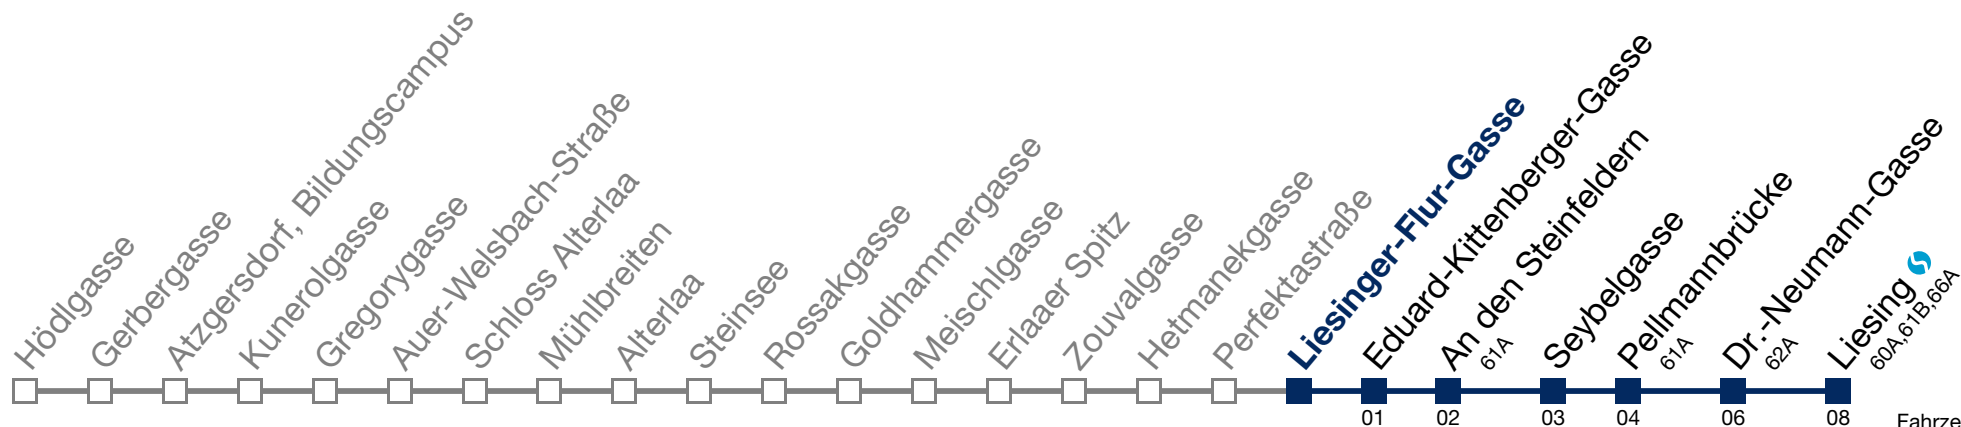 Hödlgasse
Gerbergasse
Atzgersdorf, Bildungscampus
Kunerolgasse
Gregorygasse
Auer-Welsbach-Straße
Schloss Alterlaa
Mühlbreiten
Alterlaa
Steinsee
Rossakgasse
Goldhammergasse
Meischlgasse
Erlaaer Spitz
Zouvalgasse
Hetmanekgasse
Perfektastraße
Liesinger-Flur-Gasse
Eduard-Kittenberger-Gasse
An den Steinfeldern
61A
Seybelgasse
Pellmannbrücke
61A
Dr.-Neumann-Gasse
62A
Liesing
60A,61B,66A
01
02
03
04
06
08
Fahrze